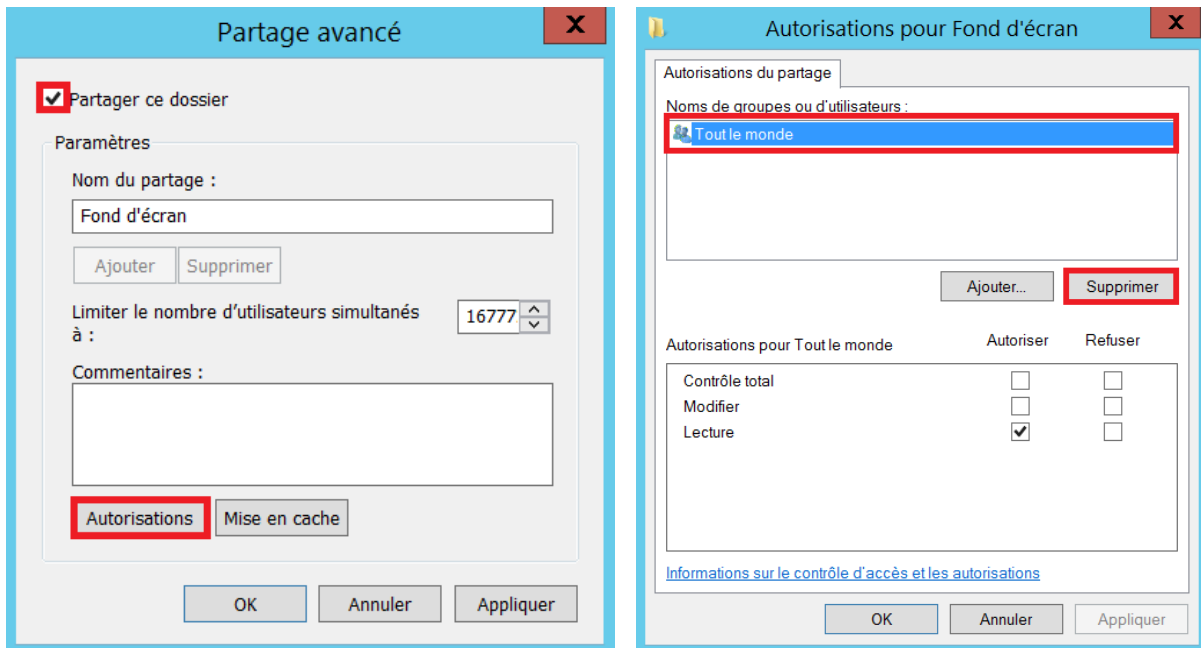 Partage avancé
X
Partager ce dossier
Paramètres
Nom du partage :
Fond d'écran
Ajouter
Supprimer
Limiter le nombre d'utilisateurs simultanés
à :
16777
Commentaires :
Autorisations
Mise en cache
OK
Annuler
Appliquer
Autorisations pour Fond d'écran
X
Autorisations du partage
Noms de groupes ou d'utilisateurs :
Tout le monde
Ajouter...
Supprimer
Autorisations pour Tout le monde
Autoriser
Refuser
Contrôle total
Modifier
Lecture
Informations sur le contrôle d'accès et les autorisations
OK
Annuler
Appliquer